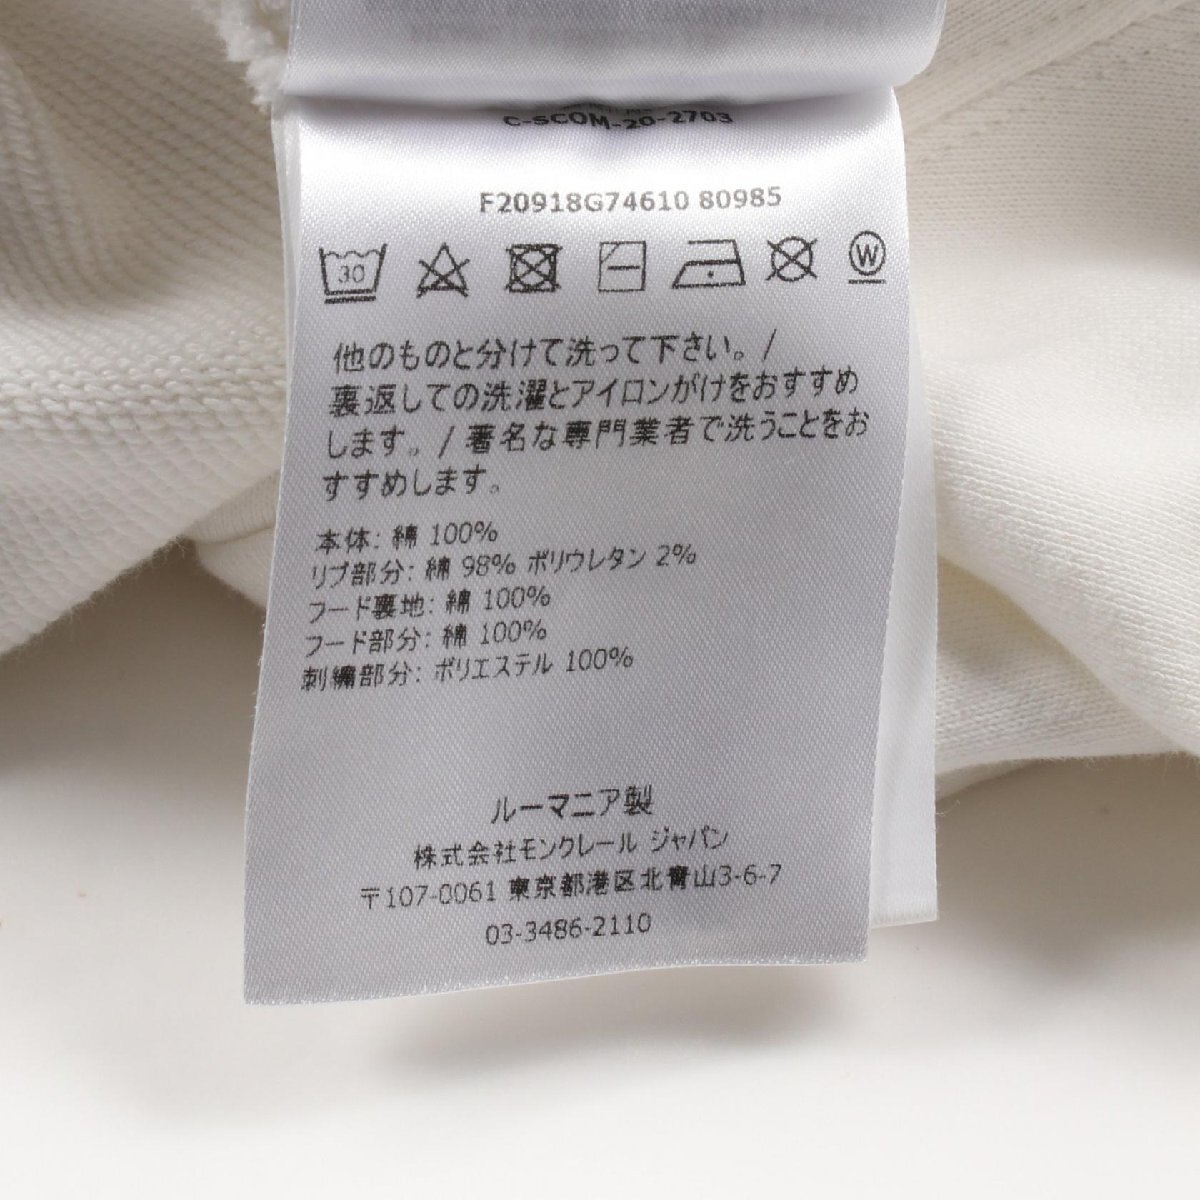 C-SCOM-20-2703
F20918G74610 80985
30
W
他のものと分けて洗って下さい。/
裏返しての洗濯とアイロンがけをおすすめ
します。/ 著名な専門業者で洗うことをお
すすめします。
本体: 綿 100%
リブ部分: 綿 98% ポリウレタン 2%
フード裏地: 綿 100%
フード部分: 綿 100%
刺繍部分: ポリエステル 100%
ルーマニア製
株式会社モンクレール ジャパン
〒107-0061 東京都港区北青山3-6-7
03-3486-2110